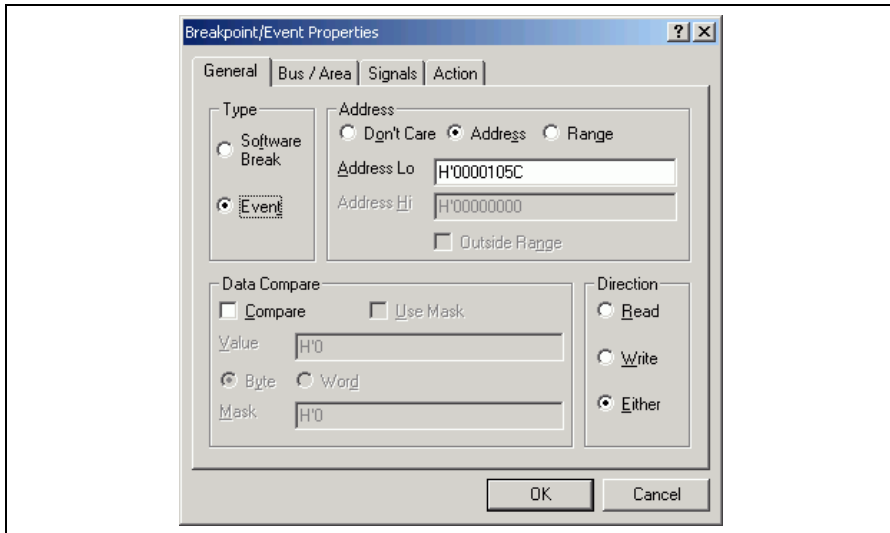 Breakpoint/Event Properties
General Bus / Area Signals Action
Type
Software
Break
Event
Address
Don't Care Address Range
Address Lo H'0000105C
Address Hi H'00000000
Outside Range
Data Compare
Compare Use Mask
Value H'0
Byte Word
Mask H'0
Direction
Read
Write
Either
OK Cancel